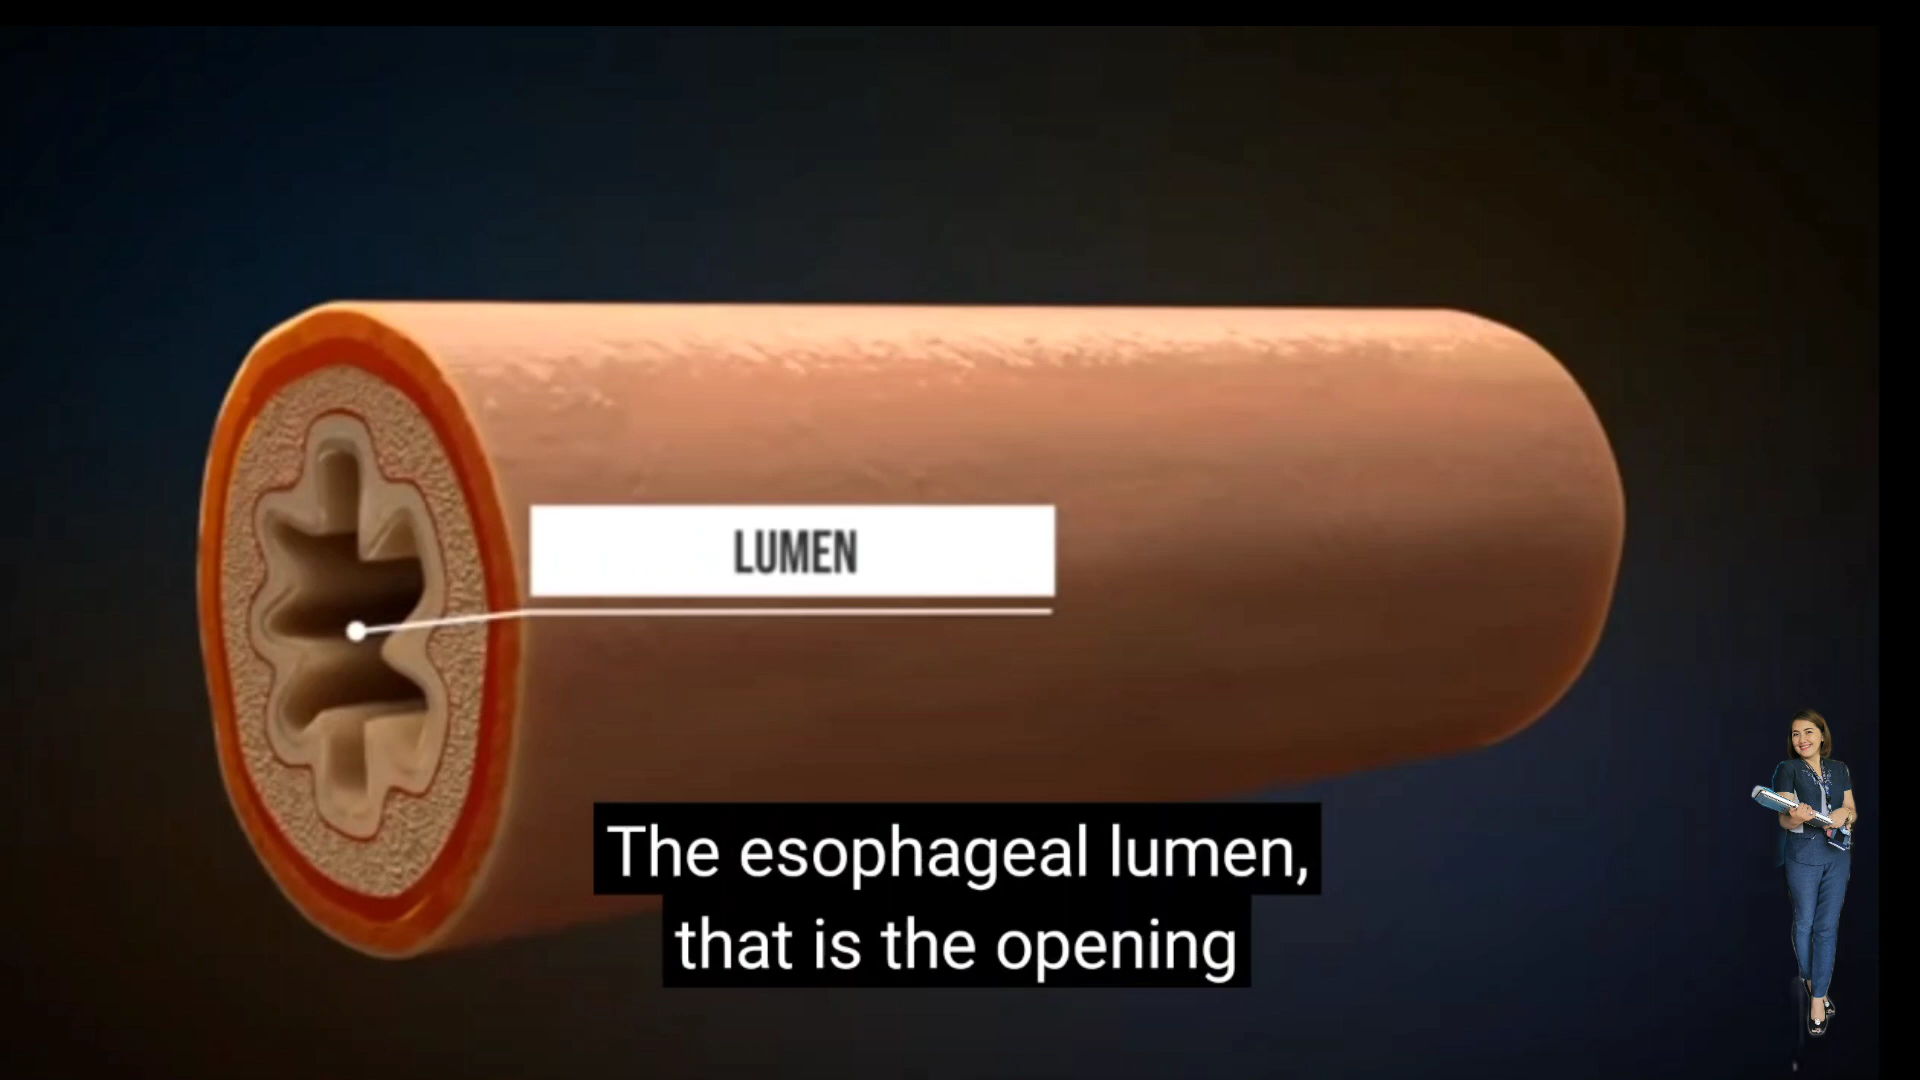 LUMEN
The esophageal lumen,
that is the opening